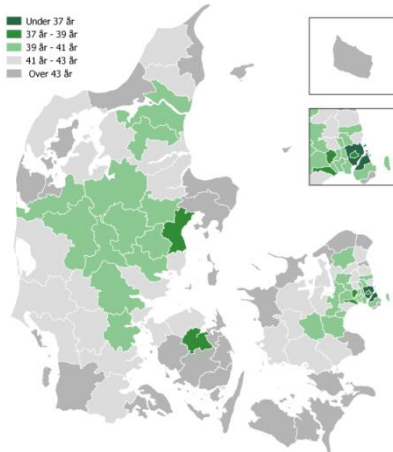 Under 37 år
37 år - 39 år
39 år - 41 år
41 år - 43 år
Over 43 år